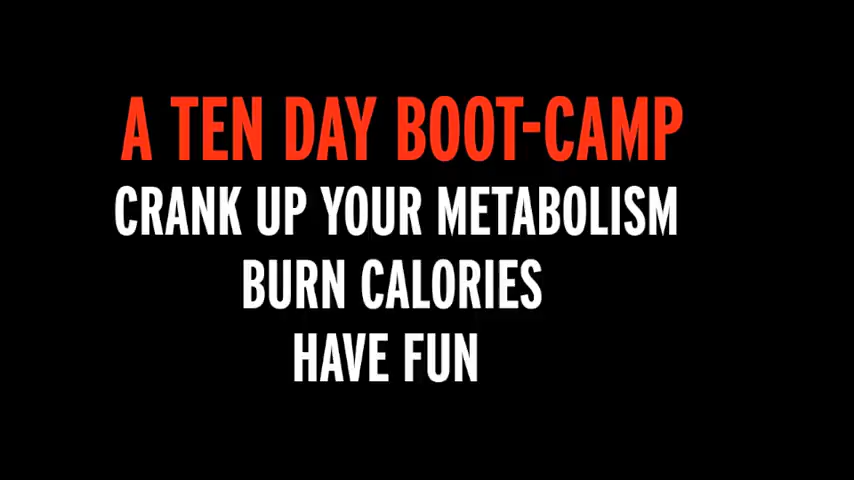 A TEN DAY BOOT-CAMP
CRANK UP YOUR METABOLISM
BURN CALORIES
HAVE FUN